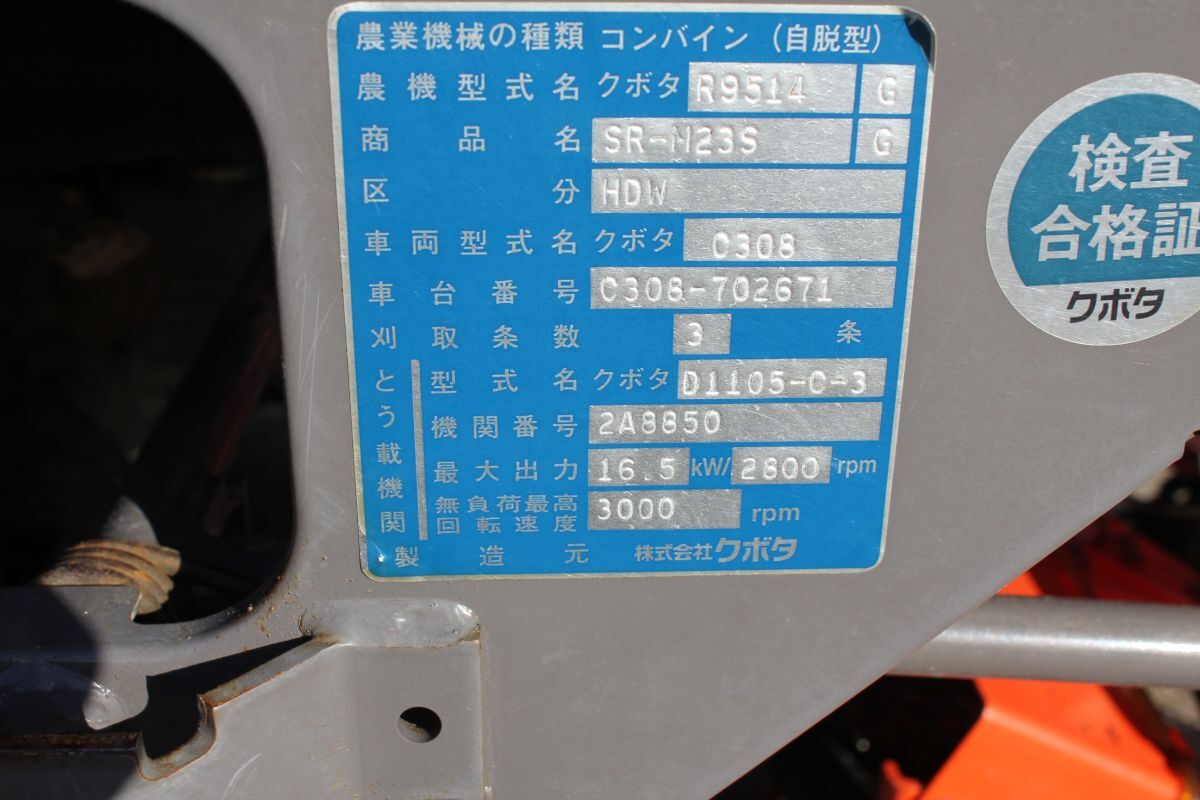 農業機械の種類 コンバイン (自脱型)
農機型式名 クボタ R9514 G
商品名 SR-M23S G
区分 HDW
車両型式名 クボタ C308
車台番号 C308-702671
刈取条数 3 条
とう載機関
型式名 クボタ D1105-C-3
機関番号 2A8850
最大出力 16.5 kW/ 2800 rpm
無負荷最高回転速度 3000 rpm
製造元 株式会社クボタ
検査
合格証
クボタ